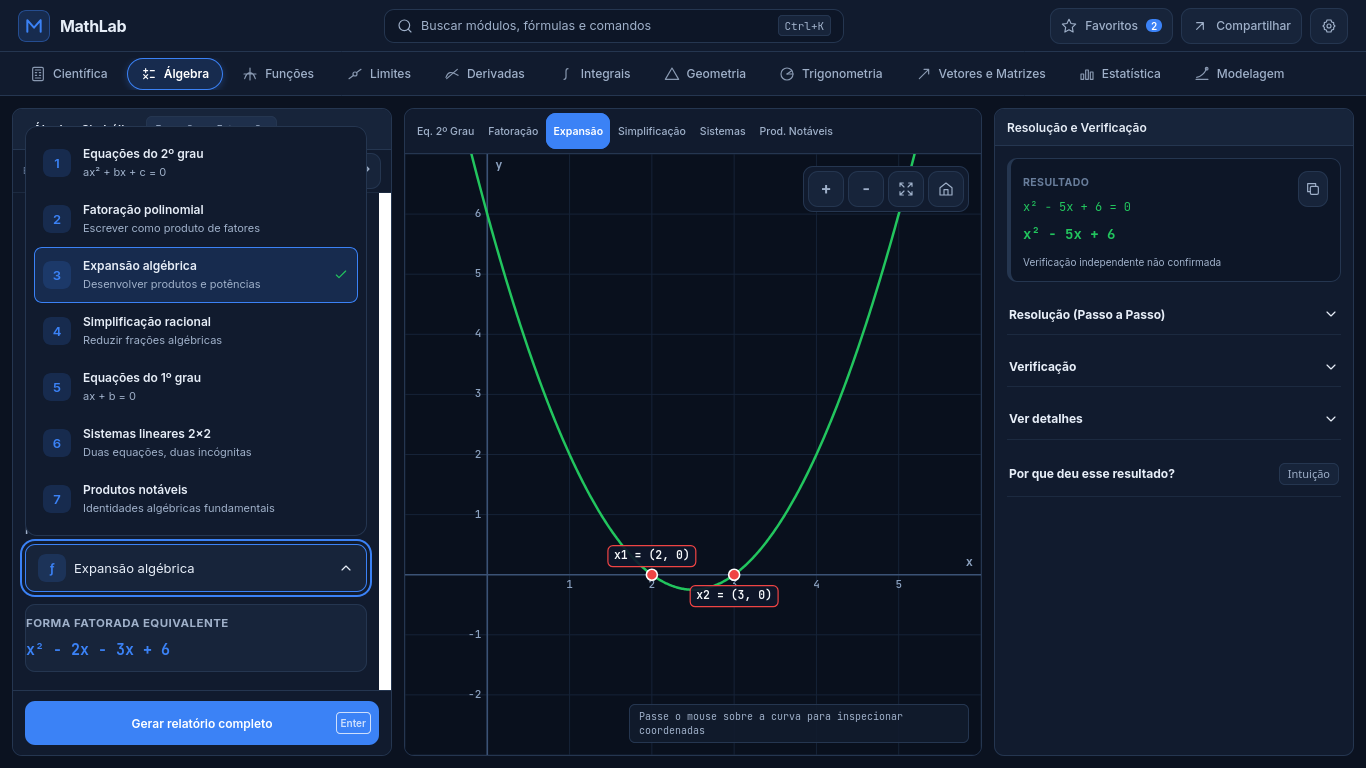 MathLab
Buscar módulos, fórmulas e comandos
Ctrl+K
Favoritos 2
Compartilhar
Científica
Álgebra
Funções
Limites
Derivadas
Integrais
Geometria
Trigonometria
Vetores e Matrizes
Estatística
Modelagem
1
Equações do 2º grau
ax² + bx + c = 0
2
Fatoração polinomial
Escrever como produto de fatores
3
Expansão algébrica
Desenvolver produtos e potências
4
Simplificação racional
Reduzir frações algébricas
5
Equações do 1º grau
ax + b = 0
6
Sistemas lineares 2×2
Duas equações, duas incógnitas
7
Produtos notáveis
Identidades algébricas fundamentais
ƒ
Expansão algébrica
FORMA FATORADA EQUIVALENTE
x² - 2x - 3x + 6
Gerar relatório completo
Enter
Eq. 2º Grau
Fatoração
Expansão
Simplificação
Sistemas
Prod. Notáveis
+
-
y
6
5
4
3
2
1
-1
-2
x
1
2
4
5
x1 = (2, 0)
x2 = (3, 0)
Passe o mouse sobre a curva para inspecionar
coordenadas
Resolução e Verificação
RESULTADO
x² - 5x + 6 = 0
x² - 5x + 6
Verificação independente não confirmada
Resolução (Passo a Passo)
Verificação
Ver detalhes
Por que deu esse resultado?
Intuição